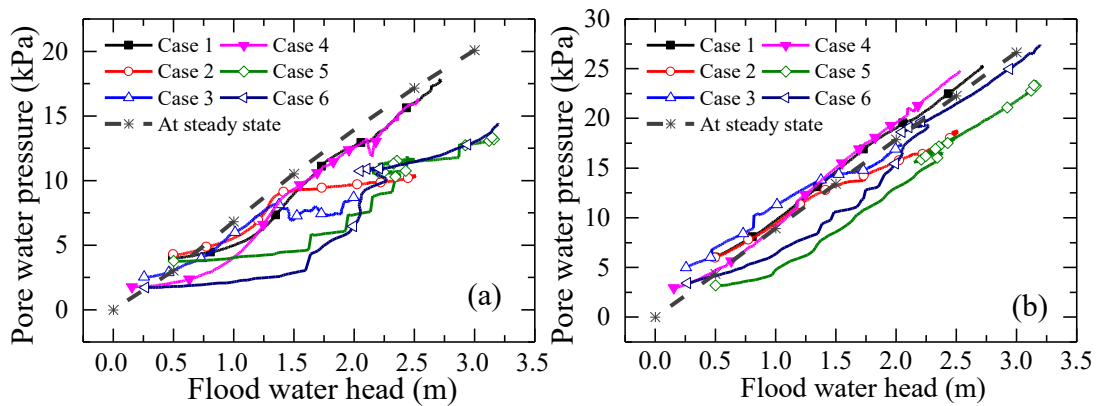 Pore water pressure (kPa)
20
15
10
5
0
Case 1 Case 4
Case 2 Case 5
Case 3 Case 6
At steady state
(a)
0.0 0.5 1.0 1.5 2.0 2.5 3.0 3.5
Flood water head (m)
Pore water pressure (kPa)
30
25
20
15
10
5
0
Case 1 Case 4
Case 2 Case 5
Case 3 Case 6
At steady state
(b)
0.0 0.5 1.0 1.5 2.0 2.5 3.0 3.5
Flood water head (m)